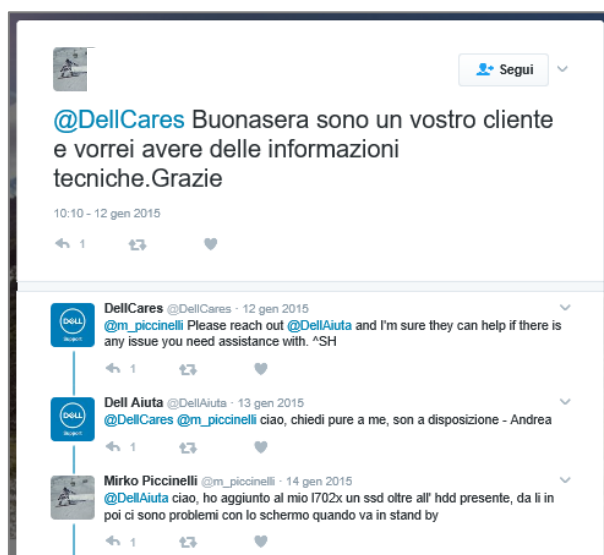 Segui
@DellCares Buonasera sono un vostro cliente
e vorrei avere delle informazioni
tecniche.Grazie
10:10 - 12 gen 2015
1
DELL
Support
DellCares @DellCares · 12 gen 2015
@m_piccinelli Please reach out @DellAiuta and I'm sure they can help if there is
any issue you need assistance with. ^SH
1
DELL
Support
Dell Aiuta @DellAiuta · 13 gen 2015
@DellCares @m_piccinelli ciao, chiedi pure a me, son a disposizione - Andrea
1
Mirko Piccinelli @m_piccinelli · 14 gen 2015
@DellAiuta ciao, ho aggiunto al mio l702x un ssd oltre all' hdd presente, da li in
poi ci sono problemi con lo schermo quando va in stand by
1